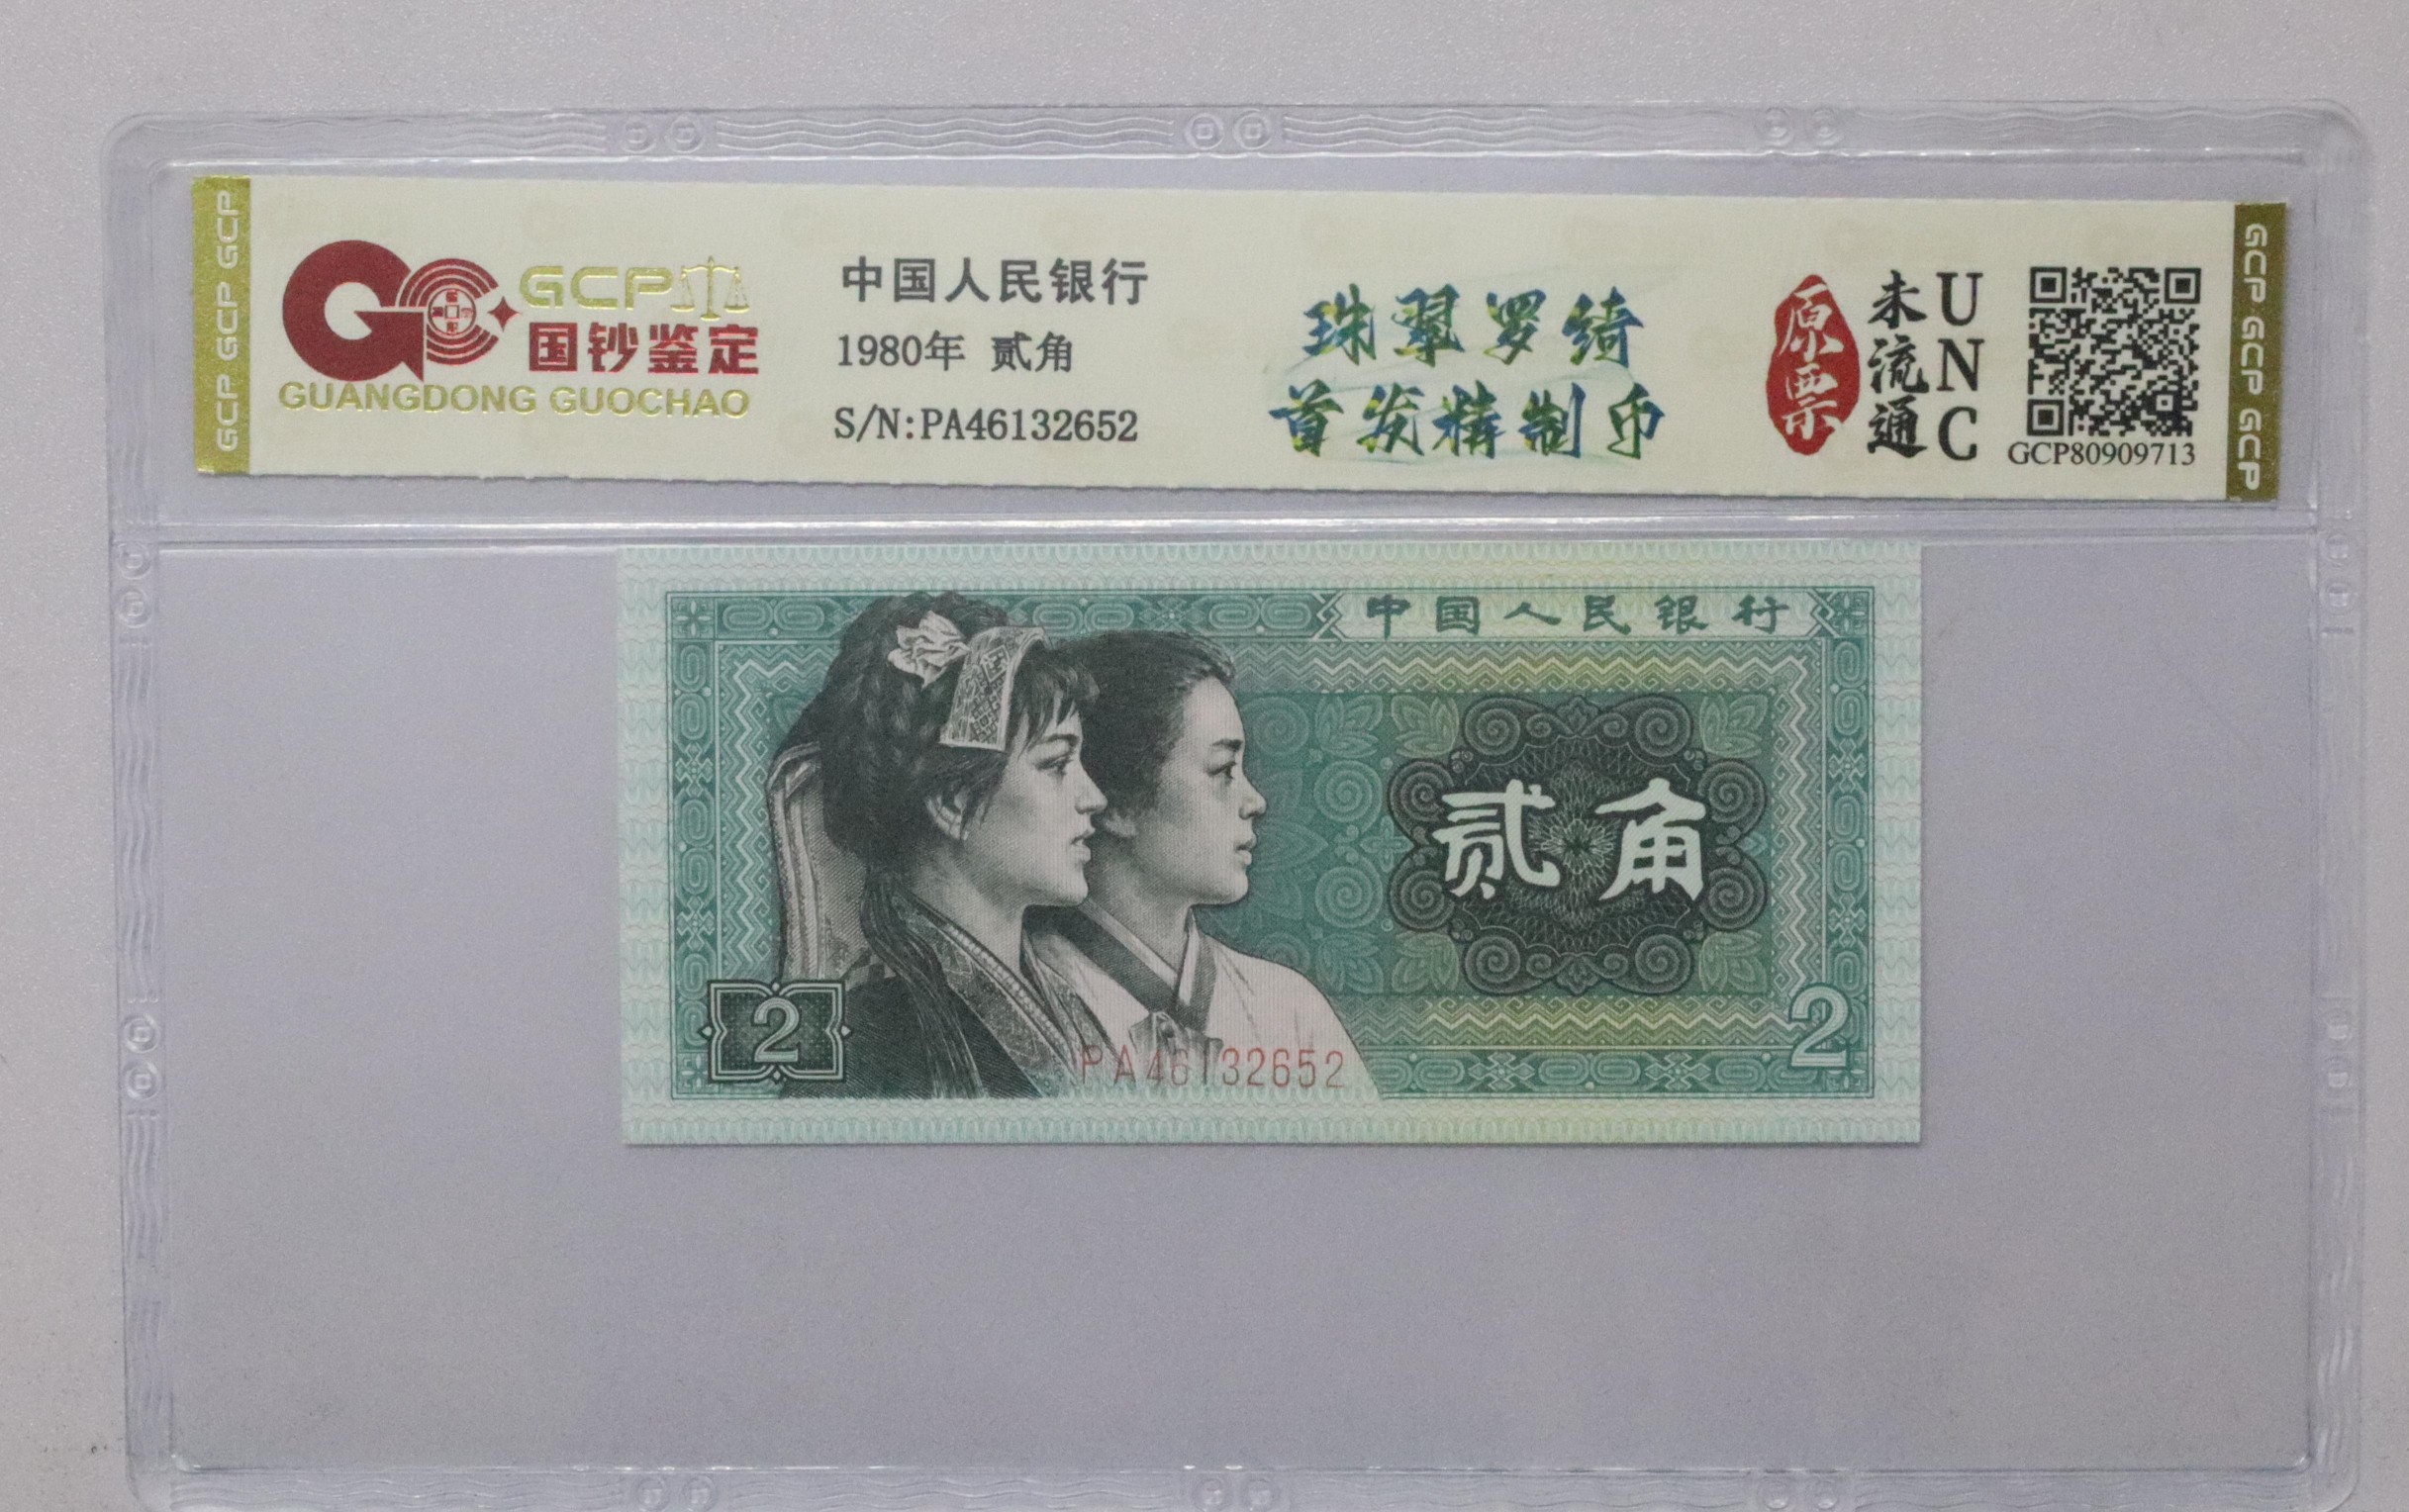 GCP GCP GCP
GCP
国钞鉴定
GUANGDONG GUOCHAO
中国人民银行
1980年 贰角
S/N:PA46132652
珠翠罗绮
首发精制币
原票
未流通
UNC
GCP80909713
GCP GCP GCP
中国人民银行
贰角
2
2
PA46132652